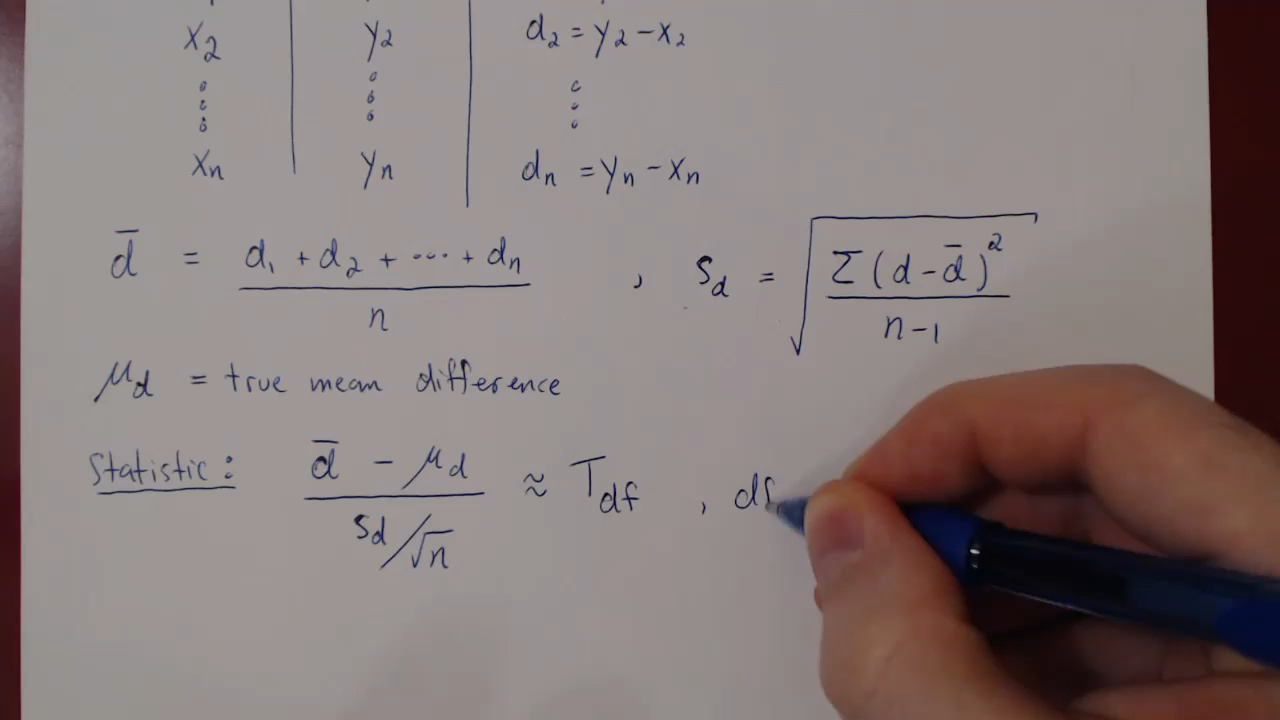 x₂ y₂ d₂ = y₂ - x₂
xₙ yₙ dₙ = yₙ - xₙ
d̄ = (d₁ + d₂ + ⋯ + dₙ) / n , S_d = √(Σ(d - d̄)² / (n-1))
μ_d = true mean difference
Statistic: (d̄ - μ_d) / (S_d/√n) ≈ T_df , df